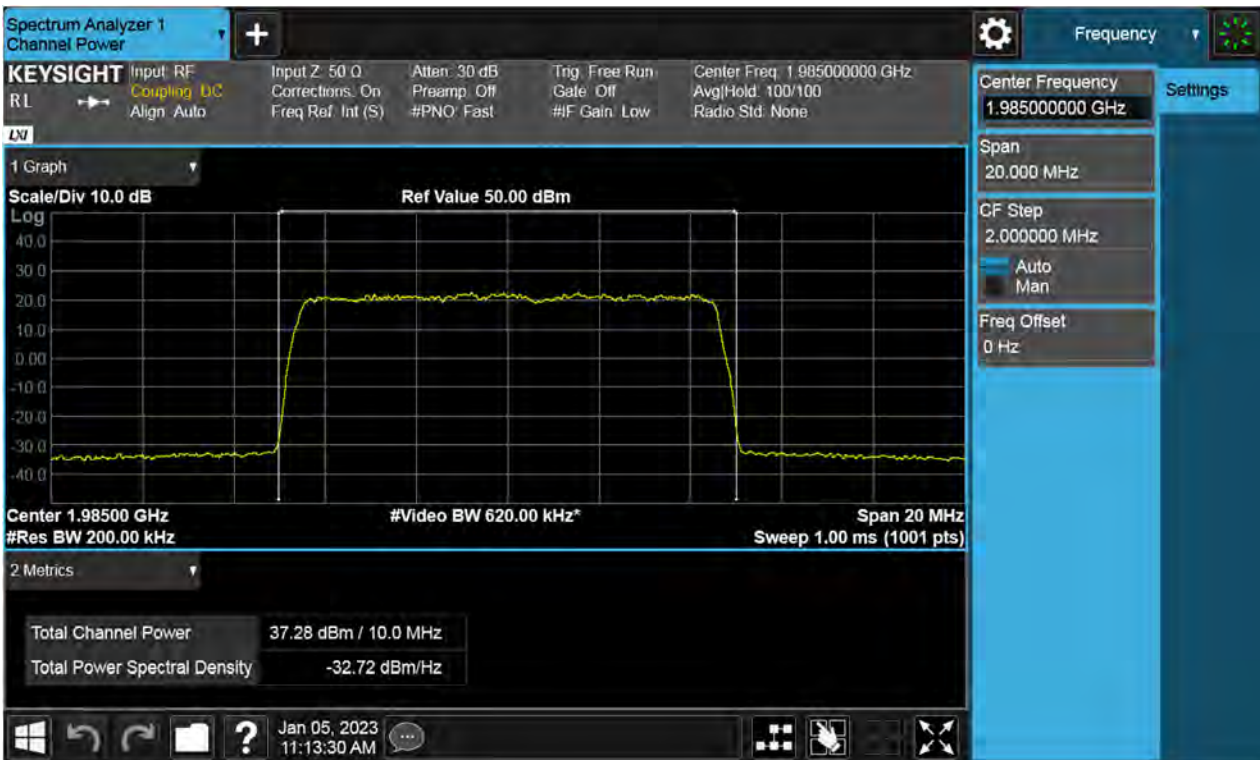 Spectrum Analyzer 1
Channel Power
Frequency
KEYSIGHT
RL
LXI
Input: RF
Coupling: DC
Align: Auto
Input Z: 50 Ω
Corrections: On
Freq Ref: Int (S)
Atten: 30 dB
Preamp: Off
#PNO: Fast
Trig: Free Run
Gate: Off
#IF Gain: Low
Center Freq: 1.985000000 GHz
Avg|Hold: 100/100
Radio Std: None
Center Frequency
1.985000000 GHz
Settings
Span
20.000 MHz
CF Step
2.000000 MHz
Auto
Man
Freq Offset
0 Hz
1 Graph
Scale/Div 10.0 dB
Ref Value 50.00 dBm
Log
40.0
30.0
20.0
10.0
0.00
-10.0
-20.0
-30.0
-40.0
Center 1.98500 GHz
#Video BW 620.00 kHz*
Span 20 MHz
#Res BW 200.00 kHz
Sweep 1.00 ms (1001 pts)
2 Metrics
Total Channel Power 37.28 dBm / 10.0 MHz
Total Power Spectral Density -32.72 dBm/Hz
Jan 05, 2023
11:13:30 AM